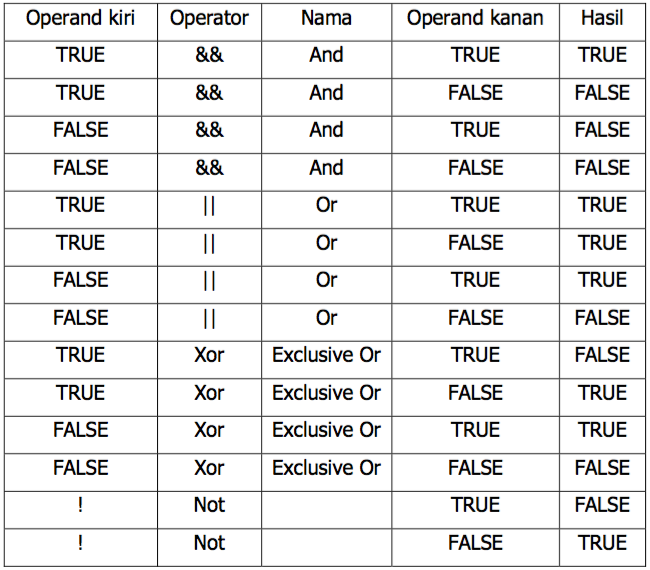 Operand kiri Operator Nama Operand kanan Hasil
TRUE && And TRUE TRUE
TRUE && And FALSE FALSE
FALSE && And TRUE FALSE
FALSE && And FALSE FALSE
TRUE || Or TRUE TRUE
TRUE || Or FALSE TRUE
FALSE || Or TRUE TRUE
FALSE || Or FALSE FALSE
TRUE Xor Exclusive Or TRUE FALSE
TRUE Xor Exclusive Or FALSE TRUE
FALSE Xor Exclusive Or TRUE TRUE
FALSE Xor Exclusive Or FALSE FALSE
! Not TRUE FALSE
! Not FALSE TRUE